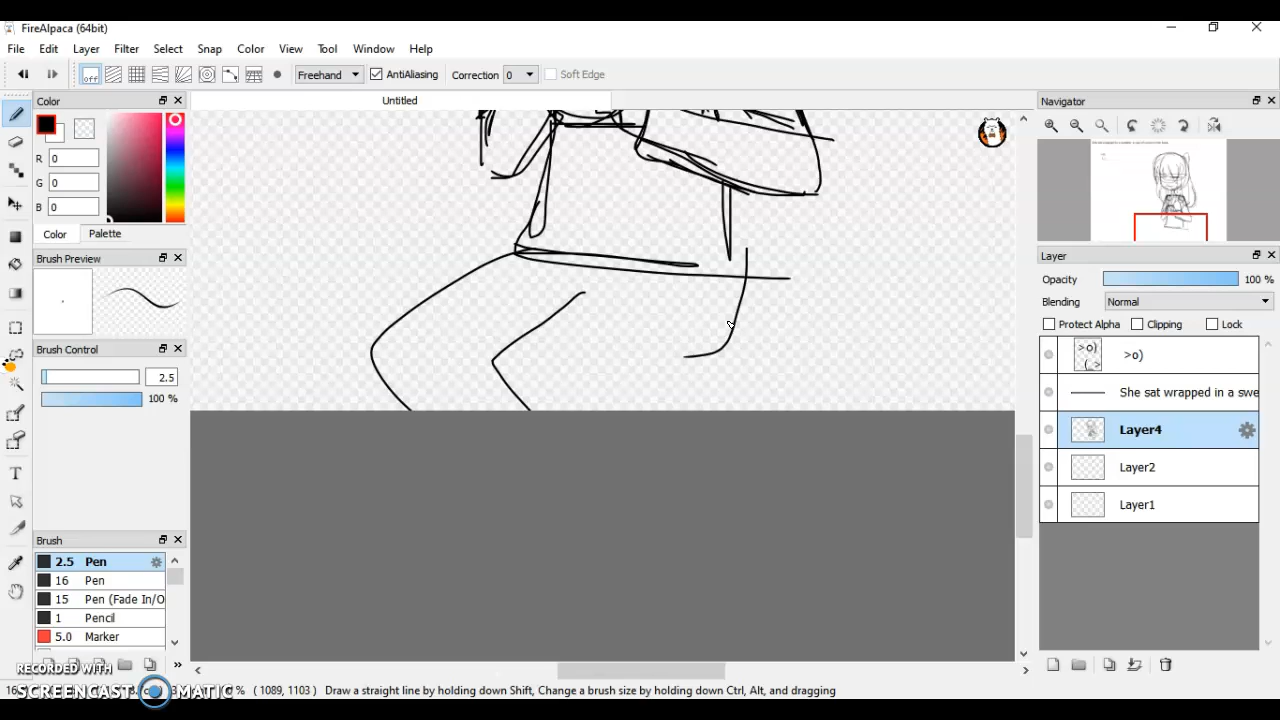 FireAlpaca (64bit)
File Edit Layer Filter Select Snap Color View Tool Window Help
off Freehand AntiAliasing Correction 0 Soft Edge
Color Untitled Navigator
R 0
G 0
B 0
Color Palette
Brush Preview Layer
Opacity 100 %
Blending Normal
Protect Alpha Clipping Lock
Brush Control >o) >o)
(_>
2.5
100 % She sat wrapped in a swe
Layer4
Layer2
Layer1
Brush
2.5 Pen
16 Pen
15 Pen (Fade In/O
1 Pencil
5.0 Marker
RECORDED WITH
SCREENCAST-O-MATIC
% (1089, 1103) Draw a straight line by holding down Shift, Change a brush size by holding down Ctrl, Alt, and dragging